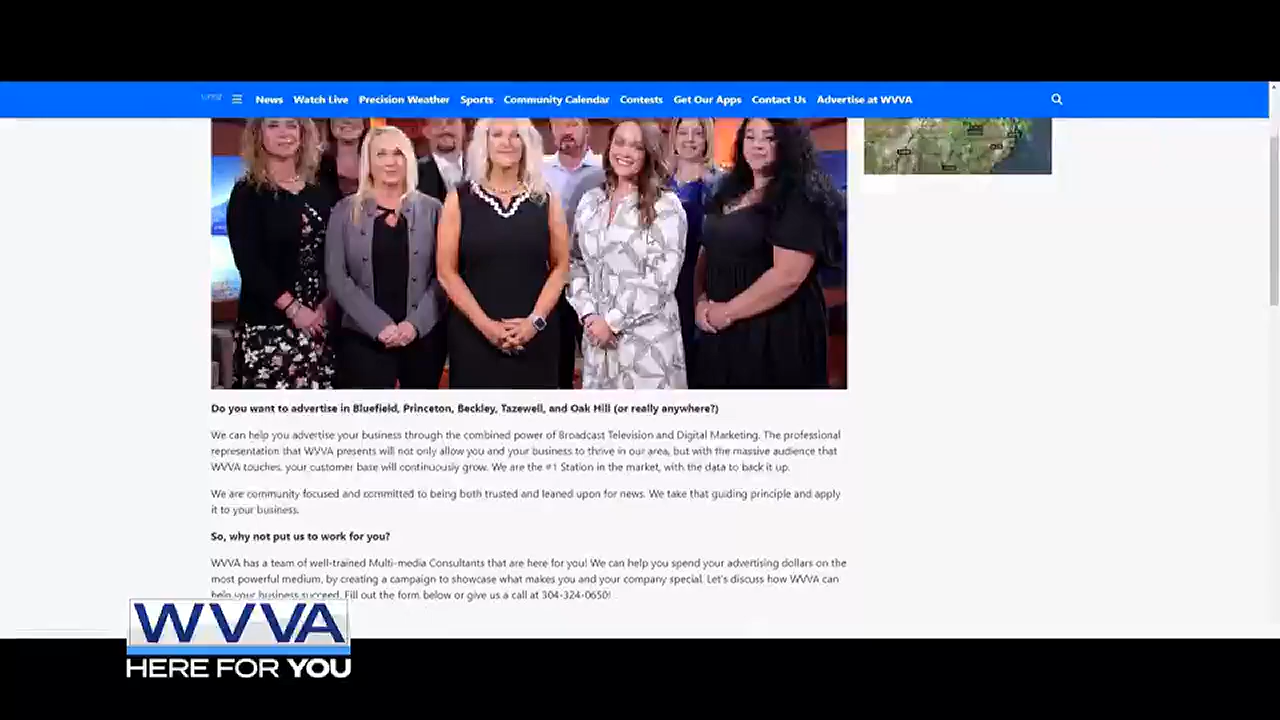 News Watch Live Precision Weather Sports Community Calendar Contests Get Our Apps Contact Us Advertise at WVVA
Do you want to advertise in Bluefield, Princeton, Beckley, Tazewell, and Oak Hill (or really anywhere?)
We can help you advertise your business through the combined power of Broadcast Television and Digital Marketing. The professional
representation that WVVA presents will not only allow you and your business to thrive in our area, but with the massive audience that
WVVA touches, your customer base will continuously grow. We are the #1 Station in the market, with the data to back it up.
We are community focused and committed to being both trusted and leaned upon for news. We take that guiding principle and apply
it to your business.
So, why not put us to work for you?
WVVA has a team of well-trained Multi-media Consultants that are here for you! We can help you spend your advertising dollars on the
most powerful medium, by creating a campaign to showcase what makes you and your company special. Let's discuss how WVVA can
help your business succeed. Fill out the form below or give us a call at 304-324-0650!
WVVA
HERE FOR YOU